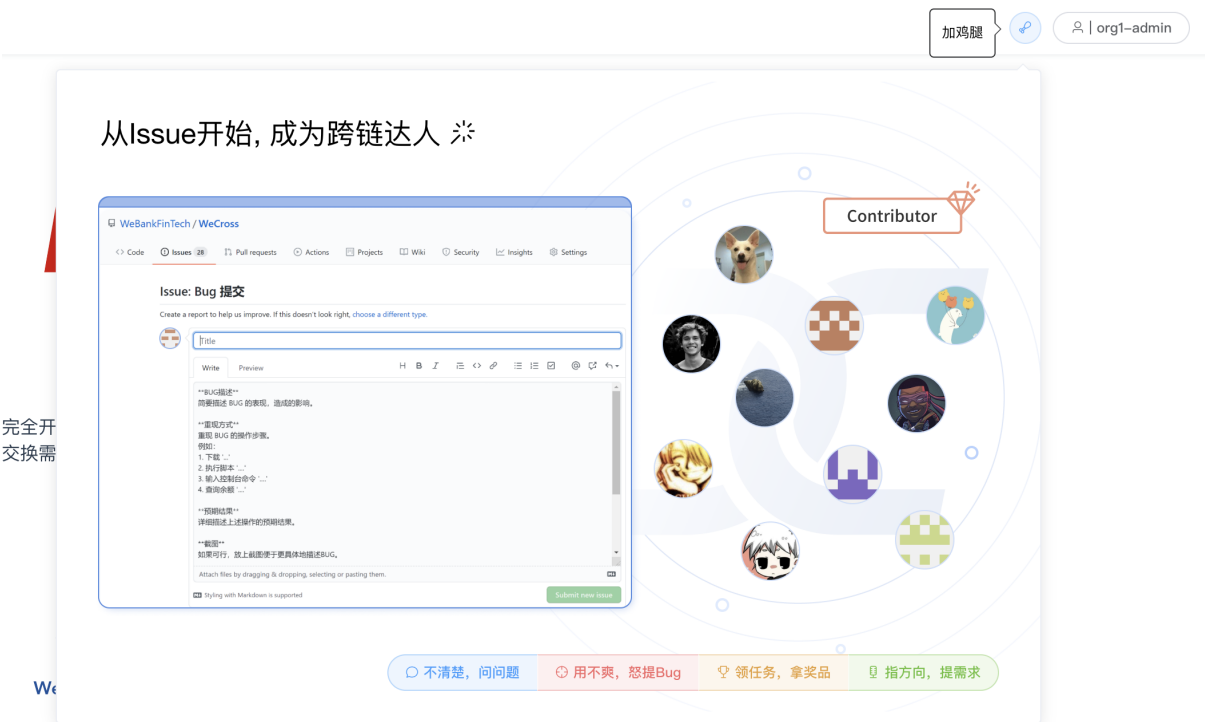 加鸡腿
org1-admin
从Issue开始, 成为跨链达人
WeBankFinTech / WeCross
Code
Issues 28
Pull requests
Actions
Projects
Wiki
Security
Insights
Settings
Issue: Bug 提交
Create a report to help us improve. If this doesn't look right, choose a different type.
Title
Write
Preview
H B I
**BUG描述**
简要描述 BUG 的表现，造成的影响。
**重现方式**
重现 BUG 的操作步骤。
例如：
1. 下载 '...'
2. 执行脚本 '...'
3. 输入控制台命令 '...'
4. 查询余额 '...'
**预期结果**
详细描述上述操作的预期结果。
**截图**
如果可行，放上截图便于更具体地描述BUG。
Attach files by dragging & dropping, selecting or pasting them.
Styling with Markdown is supported
Submit new issue
Contributor
完全开
交换需
不清楚，问问题
用不爽，怒提Bug
领任务，拿奖品
指方向，提需求
We